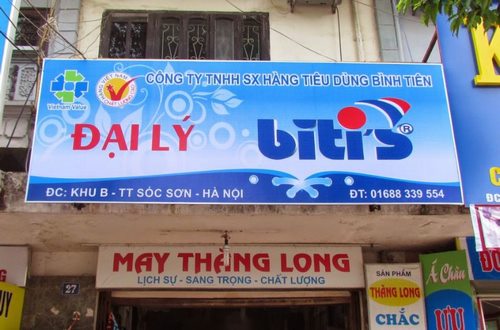 CÔNG TY TNHH SX HÀNG TIÊU DÙNG BÌNH TIÊN
Vietnam Value
ĐẠI LÝ
biti's®
ĐC: KHU B - TT SÓC SƠN - HÀ NỘI
ĐT: 01688 339 554
MAY THĂNG LONG
LỊCH SỰ - SANG TRỌNG - CHẤT LƯỢNG
27
SẢN PHẨM
THĂNG LONG
CHẮC
Á Châu